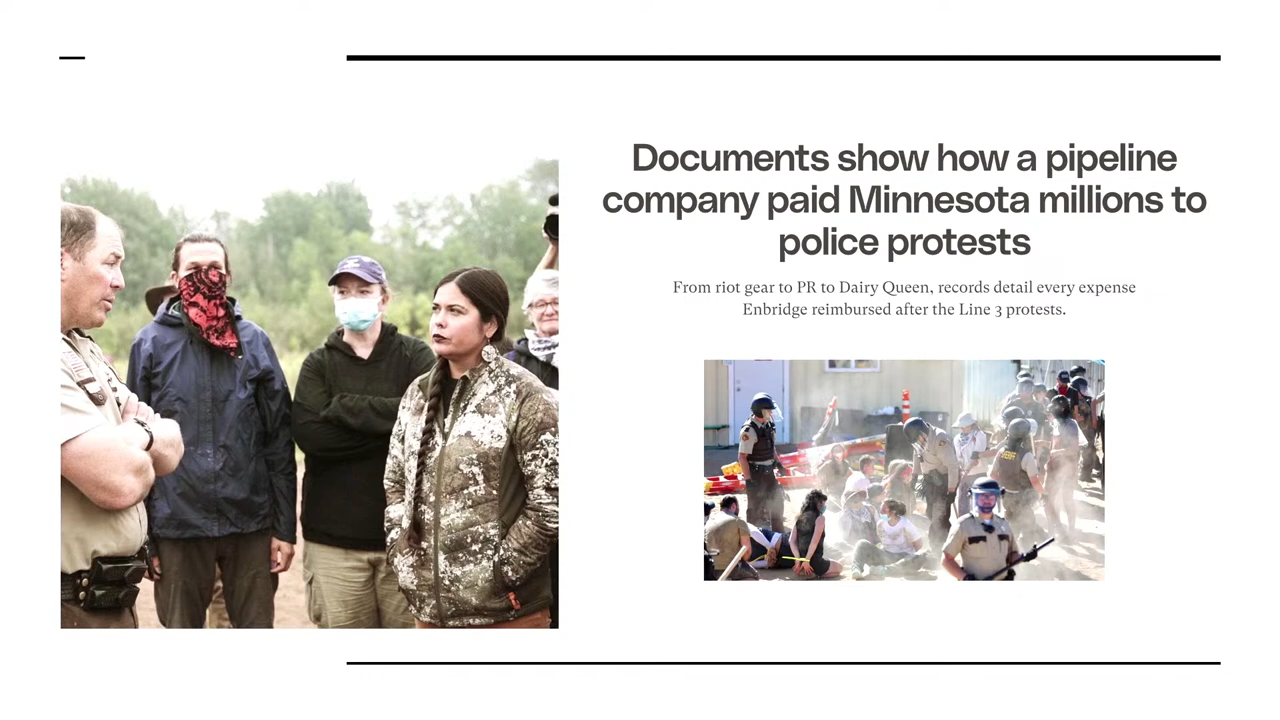 Documents show how a pipeline
company paid Minnesota millions to
police protests
From riot gear to PR to Dairy Queen, records detail every expense
Enbridge reimbursed after the Line 3 protests.